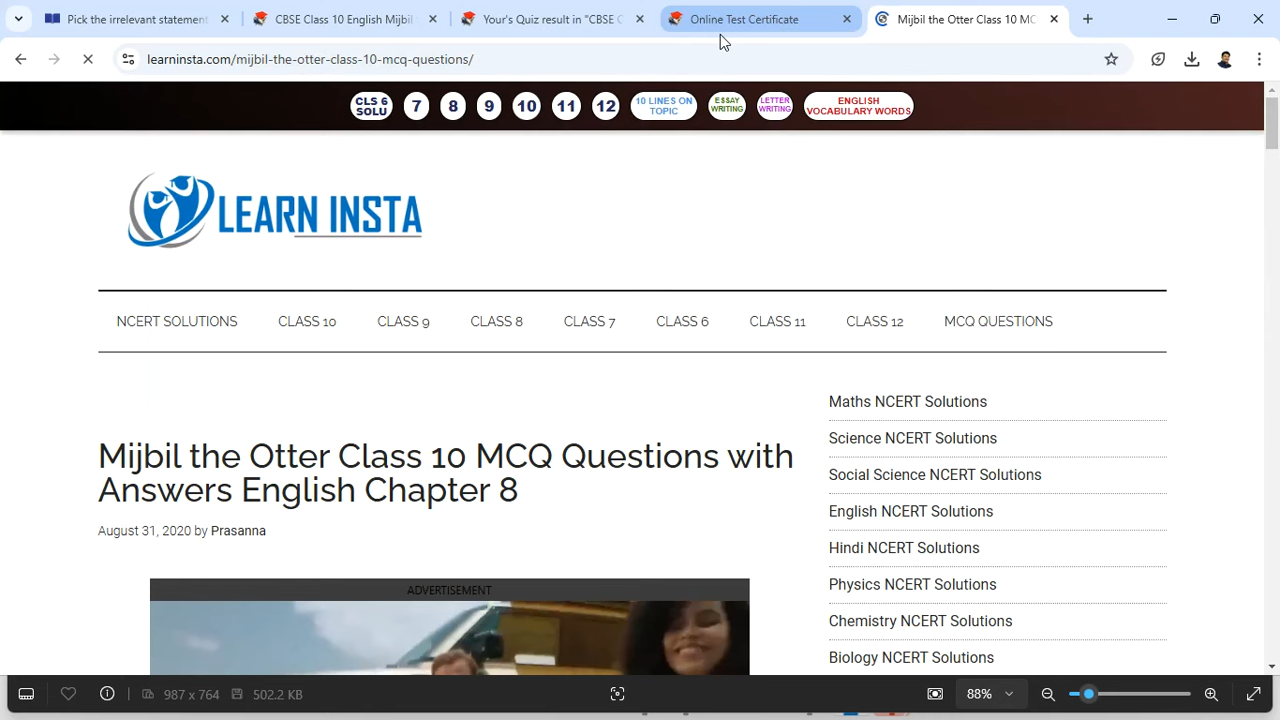 Pick the irrelevant statement
CBSE Class 10 English Mijbil
Your's Quiz result in "CBSE C
Online Test Certificate
Mijbil the Otter Class 10 MC
learninsta.com/mijbil-the-otter-class-10-mcq-questions/
CLS 6 SOLU
7
8
9
10
11
12
10 LINES ON TOPIC
ESSAY WRITING
LETTER WRITING
ENGLISH VOCABULARY WORDS
LEARN INSTA
NCERT SOLUTIONS
CLASS 10
CLASS 9
CLASS 8
CLASS 7
CLASS 6
CLASS 11
CLASS 12
MCQ QUESTIONS
Mijbil the Otter Class 10 MCQ Questions with
Answers English Chapter 8
August 31, 2020 by Prasanna
ADVERTISEMENT
Maths NCERT Solutions
Science NCERT Solutions
Social Science NCERT Solutions
English NCERT Solutions
Hindi NCERT Solutions
Physics NCERT Solutions
Chemistry NCERT Solutions
Biology NCERT Solutions
987 x 764
502.2 KB
88%